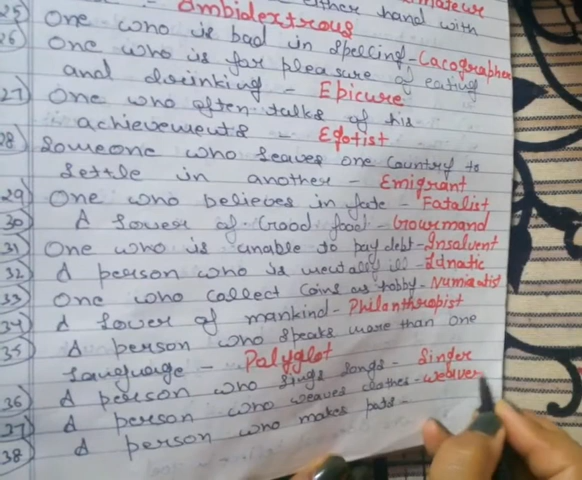 either hand with
Amateur
25) - Ambidextrous
One who is bad in Spelling - Cacographer
26) One who is for pleasure of eating
and drinking - Epicure
27) One who often talks of his
achievements - Egotist
28) Someone who leaves one country to
settle in another - Emigrant
29) One who believes in fate - Fatalist
30) A lover of Good food - Gourmand
31) One who is unable to pay debt - Insolvent
32) A person who is mentally ill - Lunatic
33) One who collect Coins as hobby - Numismatist
34) A lover of mankind - Philanthropist
35 A person who speaks more than one
language - Polyglot
36) A person who sings songs - Singer
37) A person who weaves clothes - weaver
38 A person who makes pots -